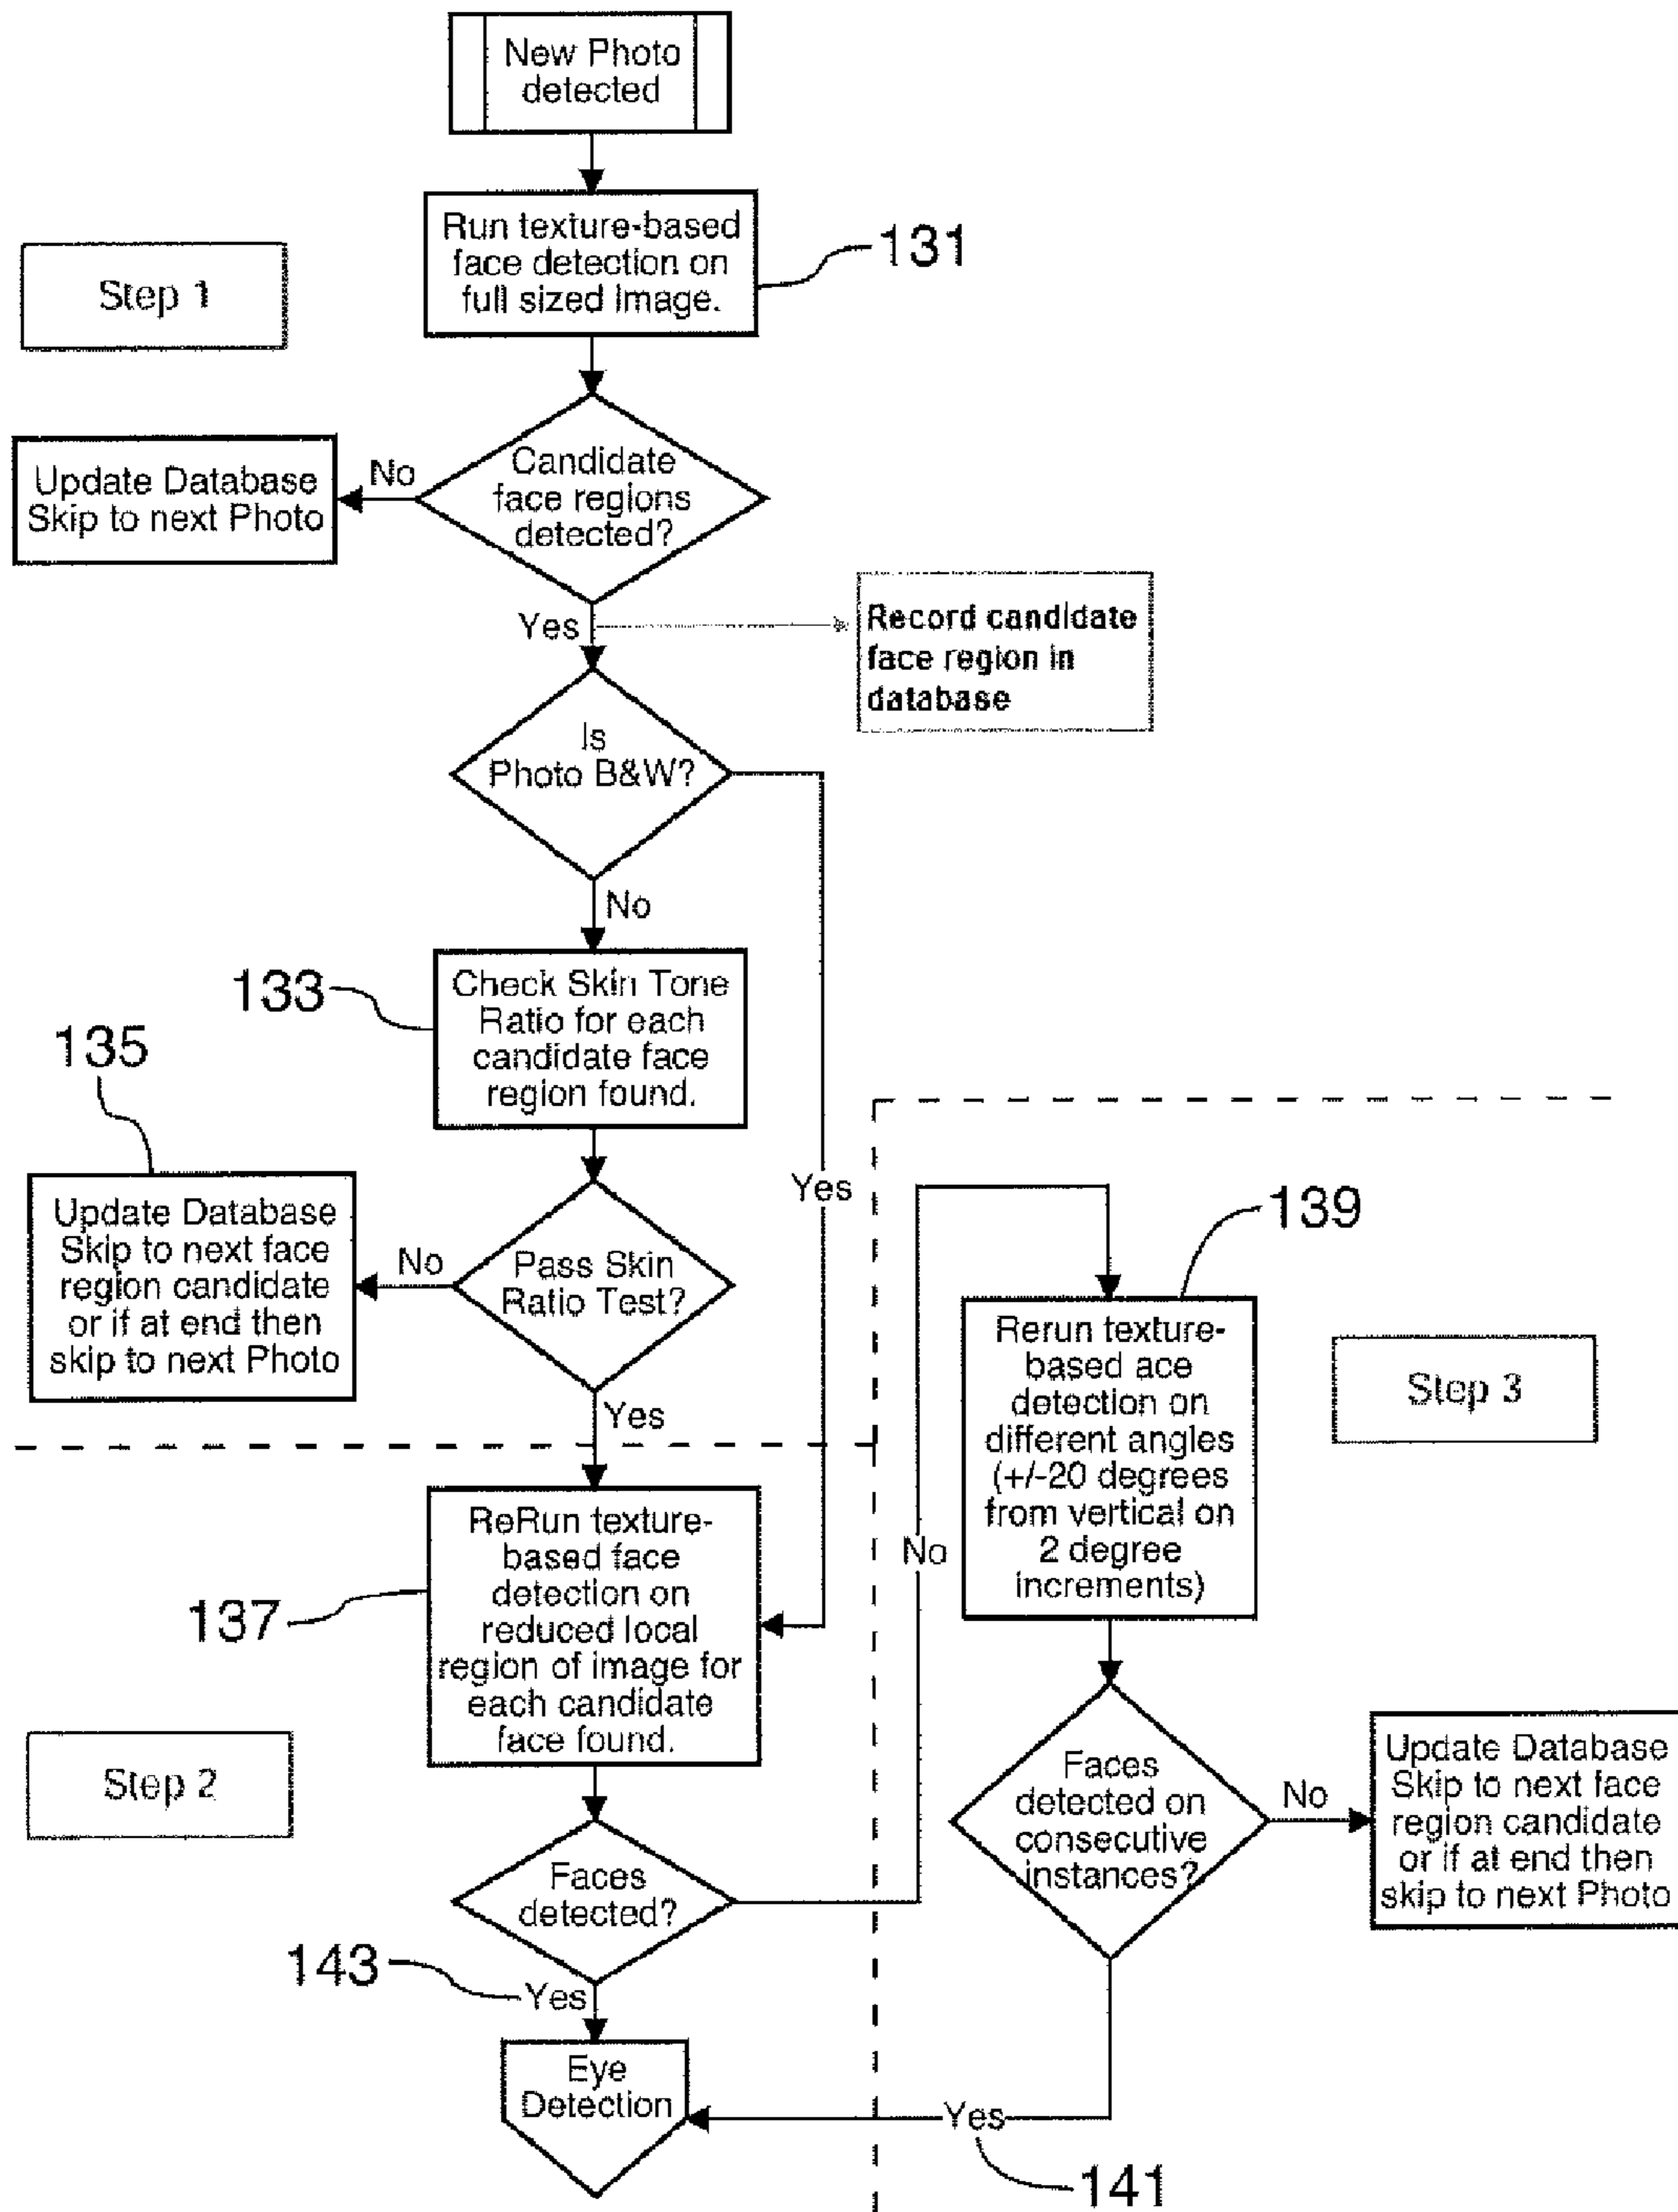 New Photo
detected
Run texture-based
face detection on
full sized Image.
131
Step 1
Candidate
face regions
detected?
No
Update Database
Skip to next Photo
Yes
Record candidate
face region in
database
Is
Photo B&W?
Yes
No
133
Check Skin Tone
Ratio for each
candidate face
region found.
135
Update Database
Skip to next face
region candidate
or if at end then
skip to next Photo
No
Pass Skin
Ratio Test?
Yes
137
ReRun texture-
based face
detection on
reduced local
region of image for
each candidate
face found.
Step 2
Faces
detected?
No
143
Yes
Eye
Detection
139
Rerun texture-
based ace
detection on
different angles
(+/-20 degrees
from vertical on
2 degree
increments)
Step 3
Faces
detected on
consecutive
instances?
No
Update Database
Skip to next face
region candidate
or if at end then
skip to next Photo
Yes
141